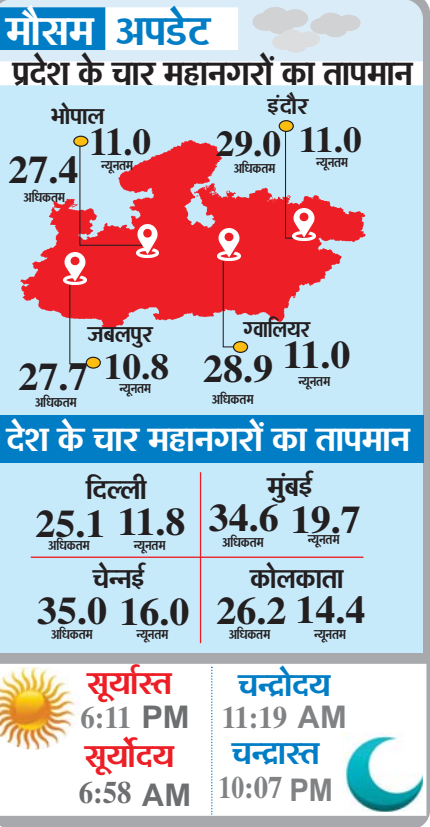 मौसम अपडेट
प्रदेश के चार महानगरों का तापमान
भोपाल
27.4 11.0
अधिकतम न्यूनतम
इंदौर
29.0 11.0
अधिकतम न्यूनतम
जबलपुर
27.7 10.8
अधिकतम न्यूनतम
ग्वालियर
28.9 11.0
अधिकतम न्यूनतम
देश के चार महानगरों का तापमान
दिल्ली
25.1 11.8
अधिकतम न्यूनतम
मुंबई
34.6 19.7
अधिकतम न्यूनतम
चेन्नई
35.0 16.0
अधिकतम न्यूनतम
कोलकाता
26.2 14.4
अधिकतम न्यूनतम
सूर्यास्त
6:11 PM
सूर्योदय
6:58 AM
चन्द्रोदय
11:19 AM
चन्द्रास्त
10:07 PM